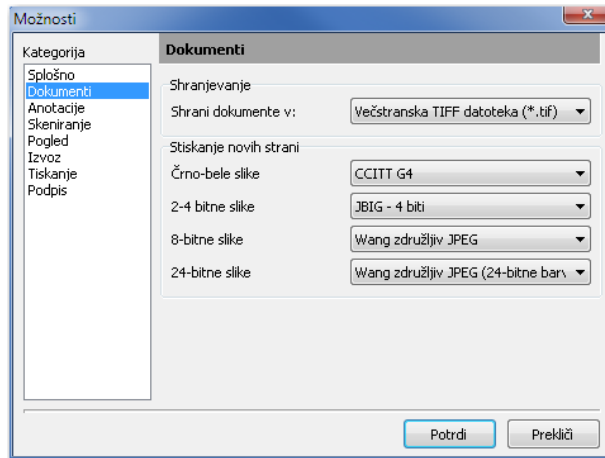 Možnosti
Kategorija
Splošno
Dokumenti
Anotacije
Skeniranje
Pogled
Izvoz
Tiskanje
Podpis
Dokumenti
Shranjevanje
Shrani dokumente v: Večstranska TIFF datoteka (*.tif)
Stiskanje novih strani
Črno-bele slike CCITT G4
2-4 bitne slike JBIG - 4 biti
8-bitne slike Wang združljiv JPEG
24-bitne slike Wang združljiv JPEG (24-bitne barv
Potrdi Prekliči